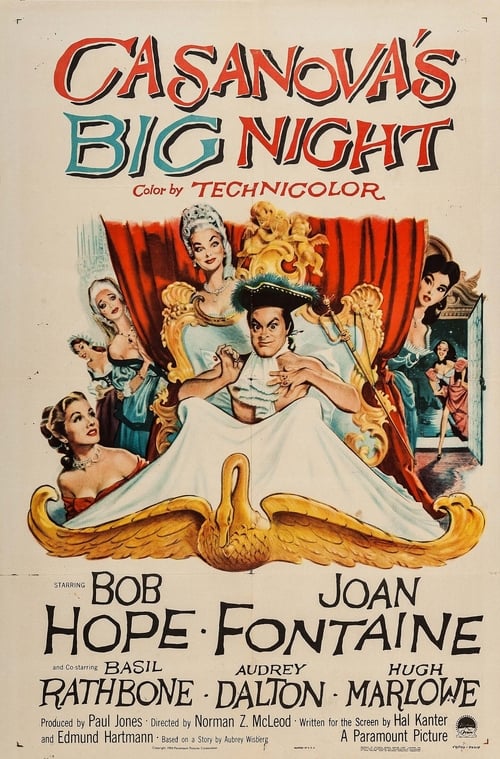 CASANOVA'S
BIG NIGHT
Color by TECHNICOLOR
STARRING BOB JOAN
HOPE · FONTAINE
and Co-starring BASIL AUDREY HUGH
RATHBONE · DALTON · MARLOWE
Produced by Paul Jones · Directed by Norman Z. McLeod · Written for the Screen by Hal Kanter
and Edmund Hartmann · Based on a Story by Aubrey Wisberg A Paramount Picture